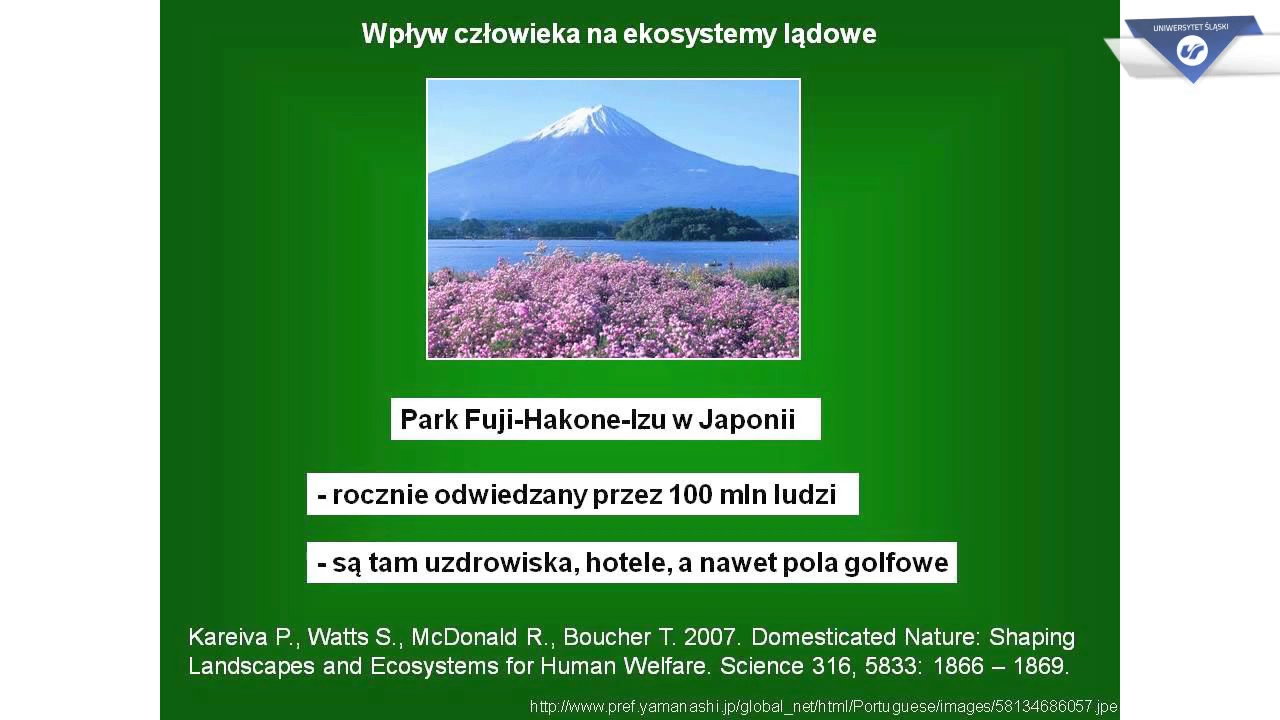 Wpływ człowieka na ekosystemy lądowe
UNIWERSYTET ŚLĄSKI
Park Fuji-Hakone-Izu w Japonii
- rocznie odwiedzany przez 100 mln ludzi
- są tam uzdrowiska, hotele, a nawet pola golfowe
Kareiva P., Watts S., McDonald R., Boucher T. 2007. Domesticated Nature: Shaping
Landscapes and Ecosystems for Human Welfare. Science 316, 5833: 1866 – 1869.
http://www.pref.yamanashi.jp/global_net/html/Portuguese/images/58134686057.jpe